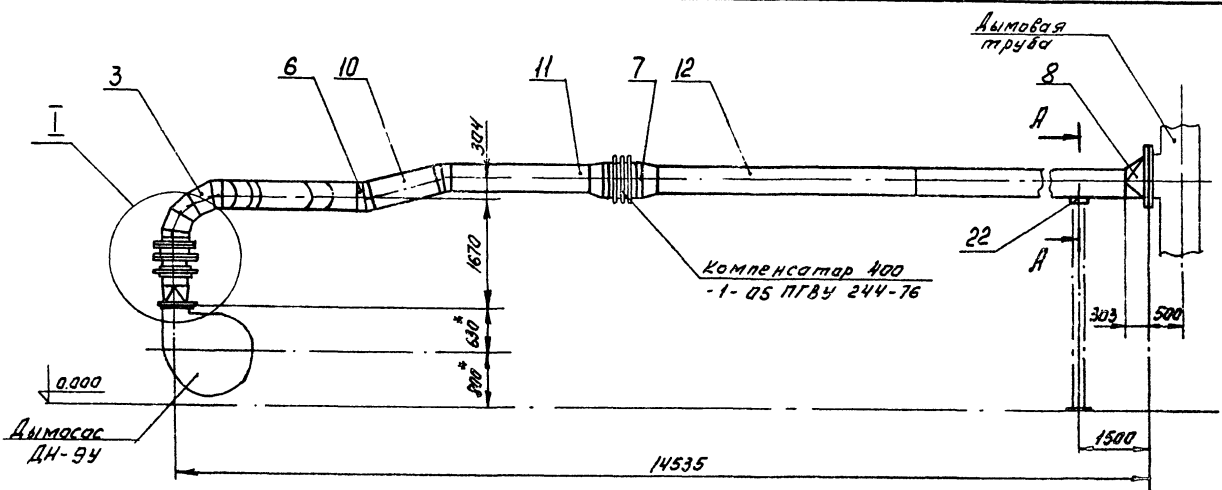 Дымовая
труба
3
6
10
11
7
12
8
I
304
А
22
1670
Компенсатор 400
-1-05 ПГВУ 244-76
А
303
500
630*
800*
0.000
Дымосос
ДН-9У
1500
14535